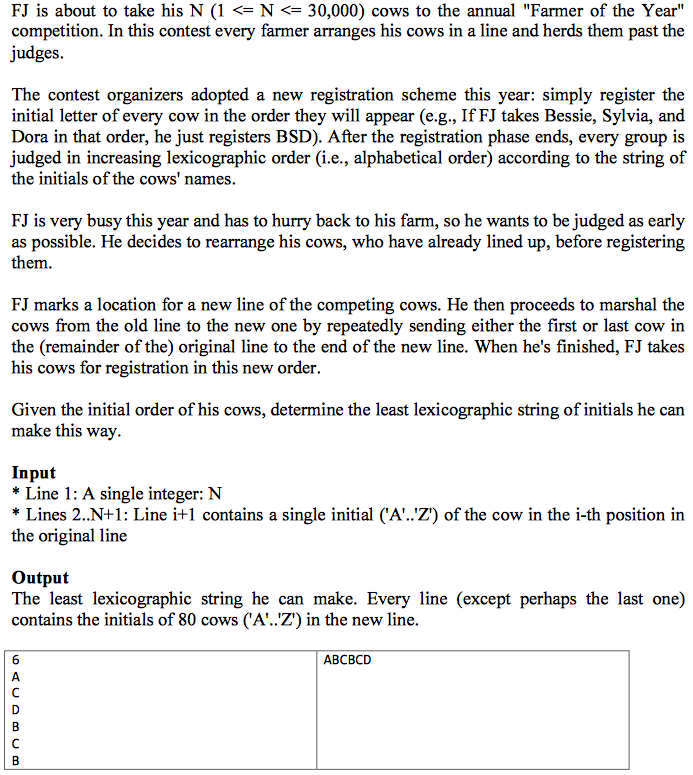 FJ is about to take his N (1 <= N <= 30,000) cows to the annual "Farmer of the Year"
competition. In this contest every farmer arranges his cows in a line and herds them past the
judges.
The contest organizers adopted a new registration scheme this year: simply register the
initial letter of every cow in the order they will appear (e.g., If FJ takes Bessie, Sylvia, and
Dora in that order, he just registers BSD). After the registration phase ends, every group is
judged in increasing lexicographic order (i.e., alphabetical order) according to the string of
the initials of the cows' names.
FJ is very busy this year and has to hurry back to his farm, so he wants to be judged as early
as possible. He decides to rearrange his cows, who have already lined up, before registering
them.
FJ marks a location for a new line of the competing cows. He then proceeds to marshal the
cows from the old line to the new one by repeatedly sending either the first or last cow in
the (remainder of the) original line to the end of the new line. When he's finished, FJ takes
his cows for registration in this new order.
Given the initial order of his cows, determine the least lexicographic string of initials he can
make this way.
Input
* Line 1: A single integer: N
* Lines 2..N+1: Line i+1 contains a single initial ('A'..'Z') of the cow in the i-th position in
the original line
Output
The least lexicographic string he can make. Every line (except perhaps the last one)
contains the initials of 80 cows ('A'..'Z') in the new line.
6
A
C
D
B
C
B
ABCBCD